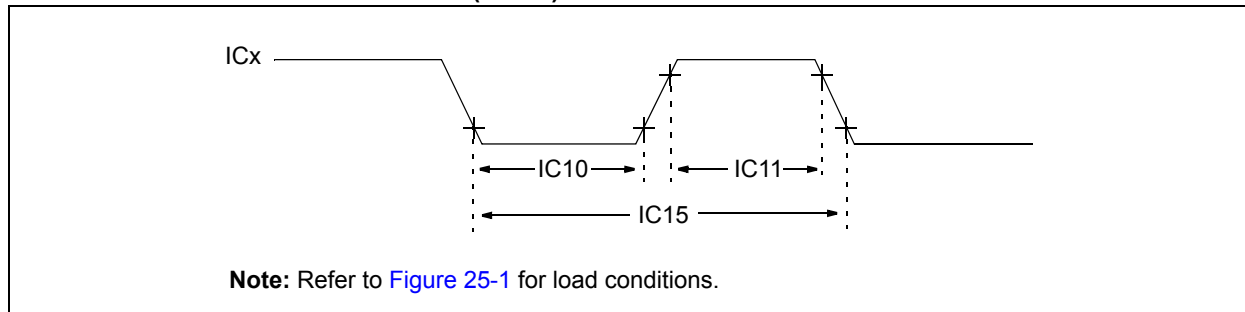 ICx
IC10
IC11
IC15
Note: Refer to Figure 25-1 for load conditions.